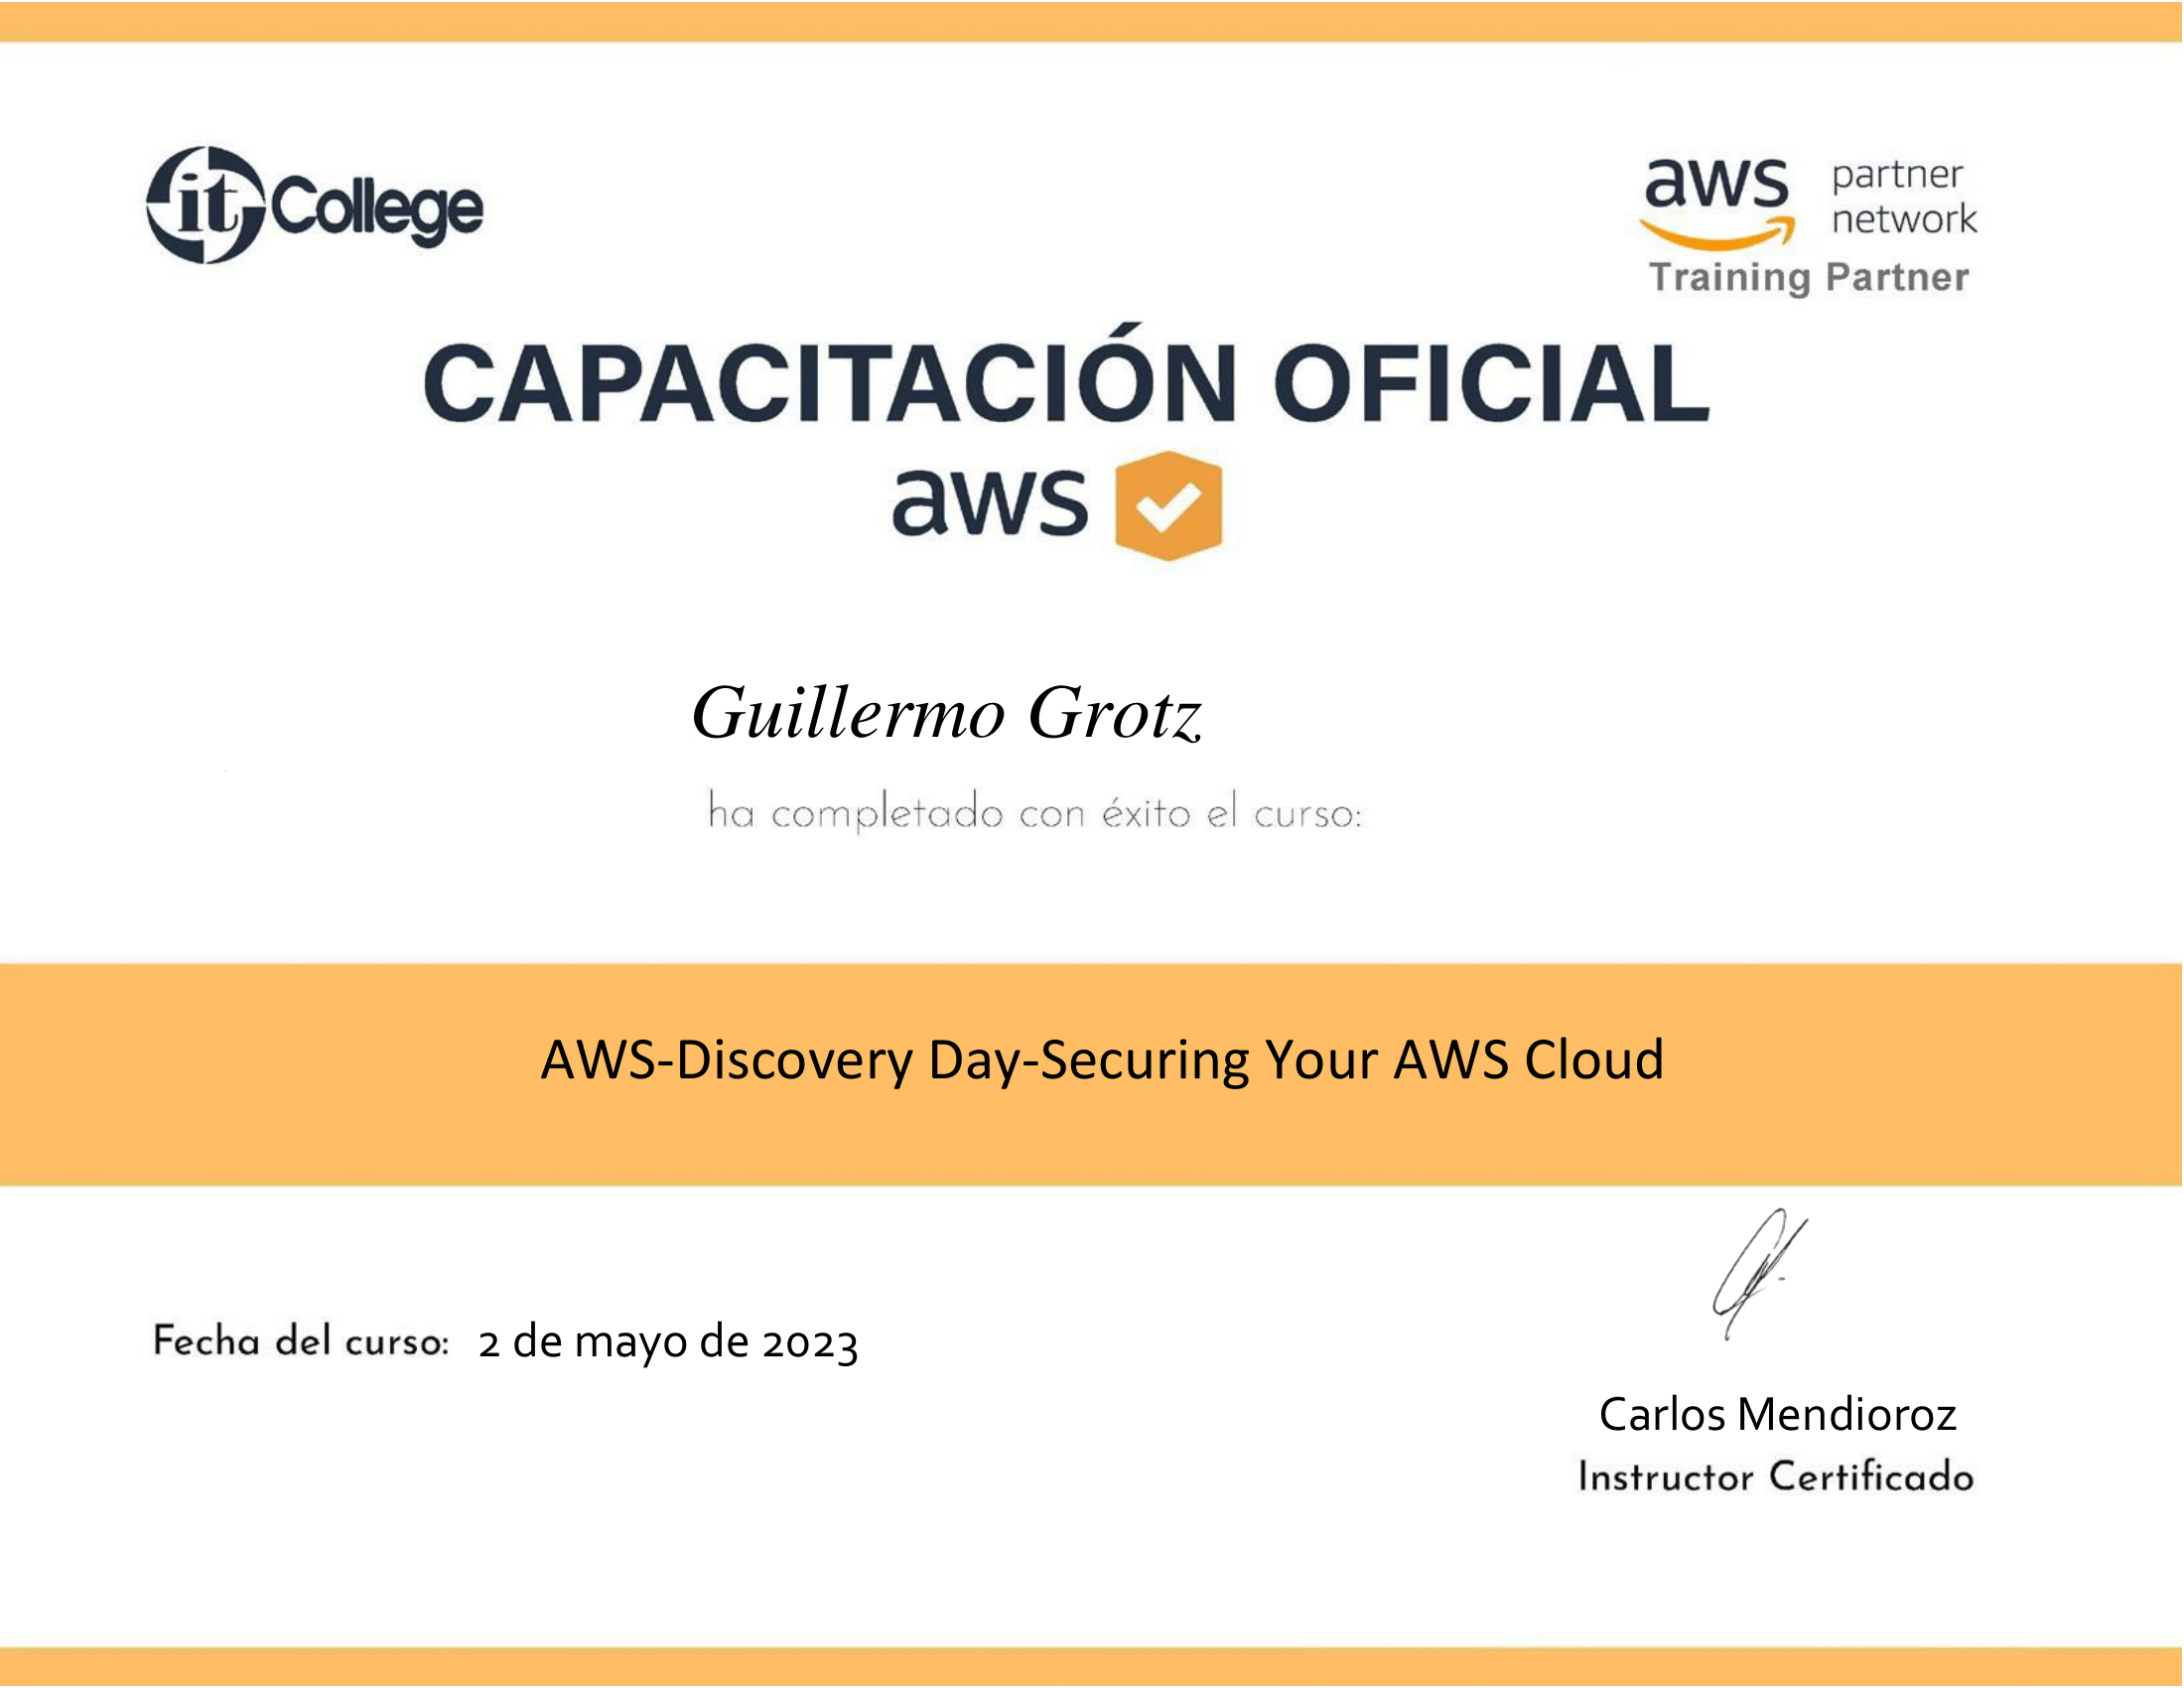 it College
aws partner network
Training Partner
CAPACITACIÓN OFICIAL
aws
Guillermo Grotz
ha completado con éxito el curso:
AWS-Discovery Day-Securing Your AWS Cloud
Fecha del curso: 2 de mayo de 2023
Carlos Mendioroz
Instructor Certificado